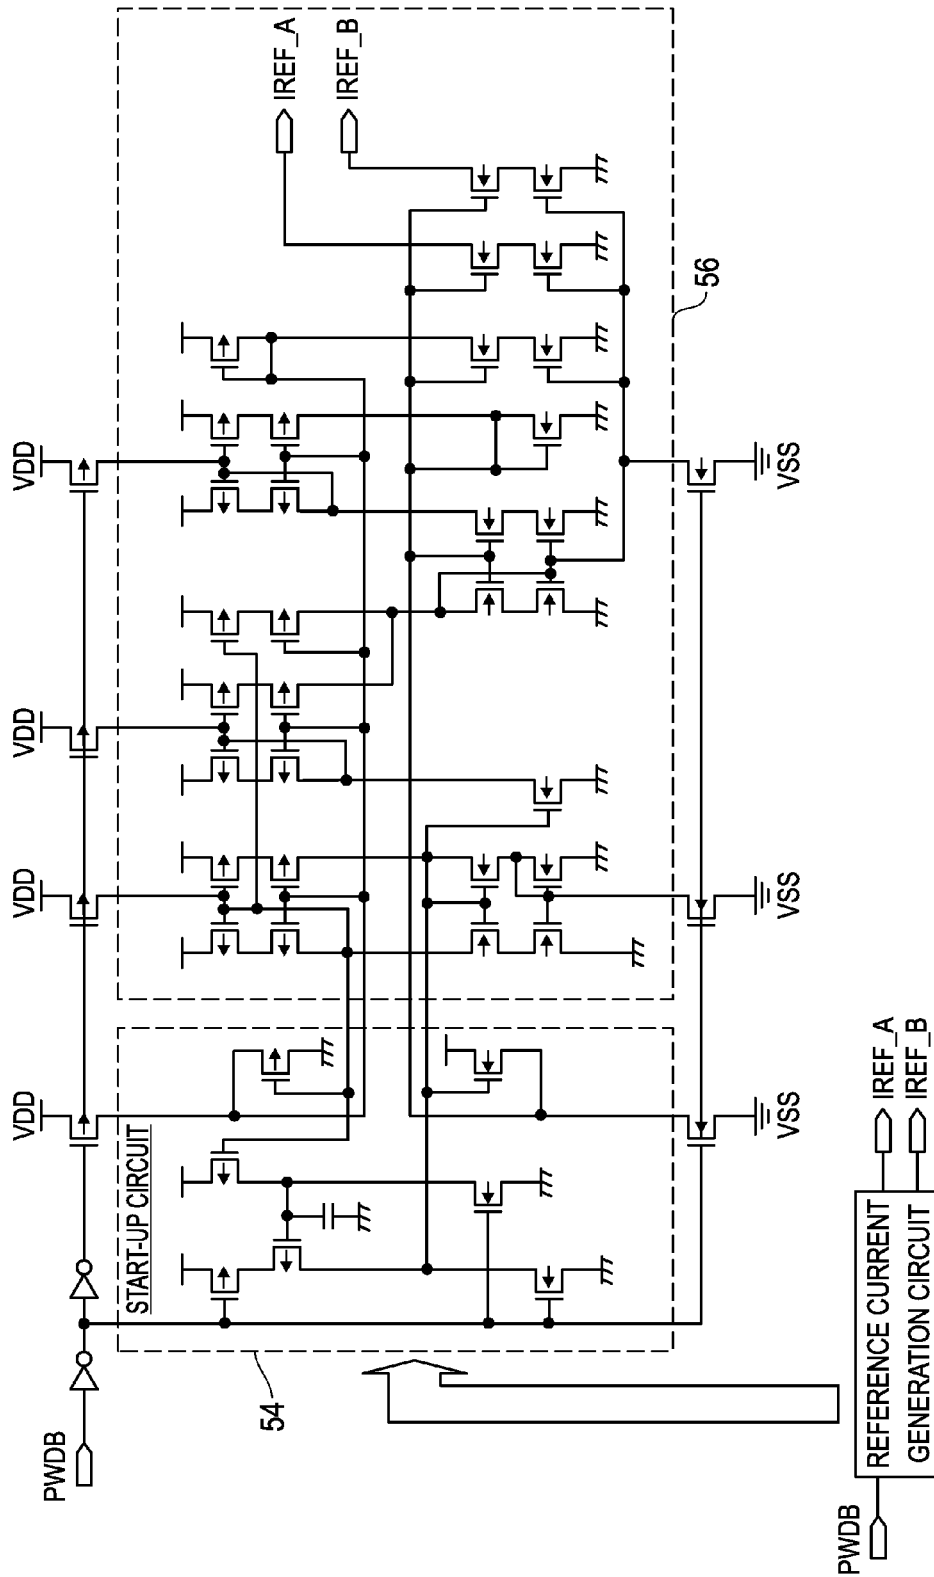 PWDB
VDD
VDD
VDD
VDD
START-UP CIRCUIT
54
56
IREF_A
IREF_B
VSS
VSS
VSS
PWDB
REFERENCE CURRENT
GENERATION CIRCUIT
IREF_A
IREF_B